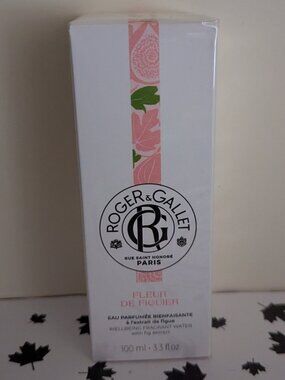 ROGER & GALLET
RG
RUE SAINT HONORÉ
PARIS
FLEUR
DE FIGUIER
EAU PARFUMÉE BIENFAISANTE
à l'extrait de figue
WELLBEING FRAGRANT WATER
with fig extract
100 ml • 3.3 fl.oz